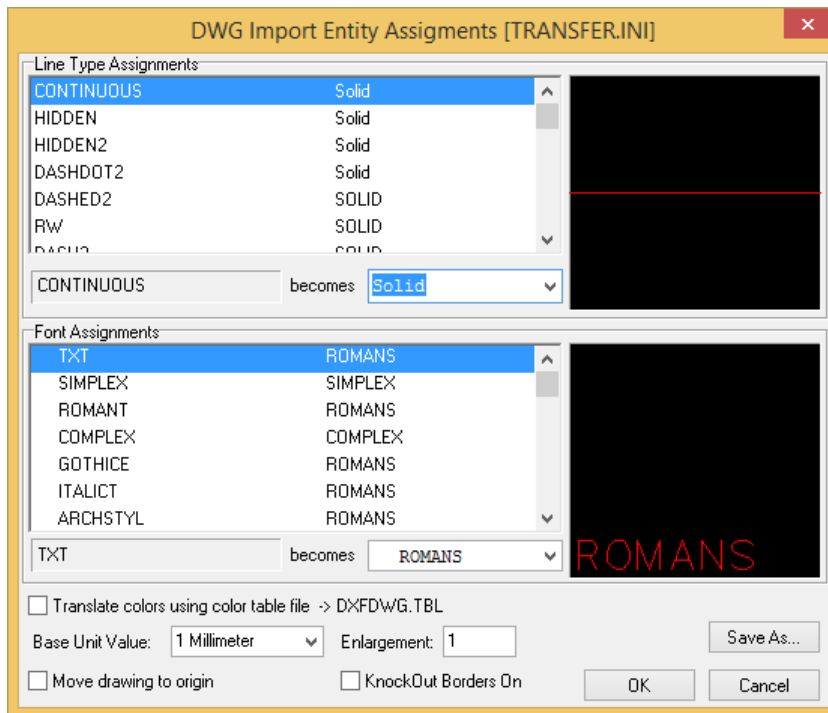 DWG Import Entity Assigments [TRANSFER.INI]
Line Type Assignments
CONTINUOUS Solid
HIDDEN Solid
HIDDEN2 Solid
DASHDOT2 Solid
DASHED2 SOLID
RW SOLID
DASH2 SOLID
CONTINUOUS becomes Solid
Font Assignments
TXT ROMANS
SIMPLEX SIMPLEX
ROMANT ROMANS
COMPLEX COMPLEX
GOTHICE ROMANS
ITALICT ROMANS
ARCHSTYL ROMANS
TXT becomes ROMANS
ROMANS
Translate colors using color table file -> DXFDWG.TBL
Base Unit Value: 1 Millimeter Enlargement: 1 Save As...
Move drawing to origin KnockOut Borders On OK Cancel